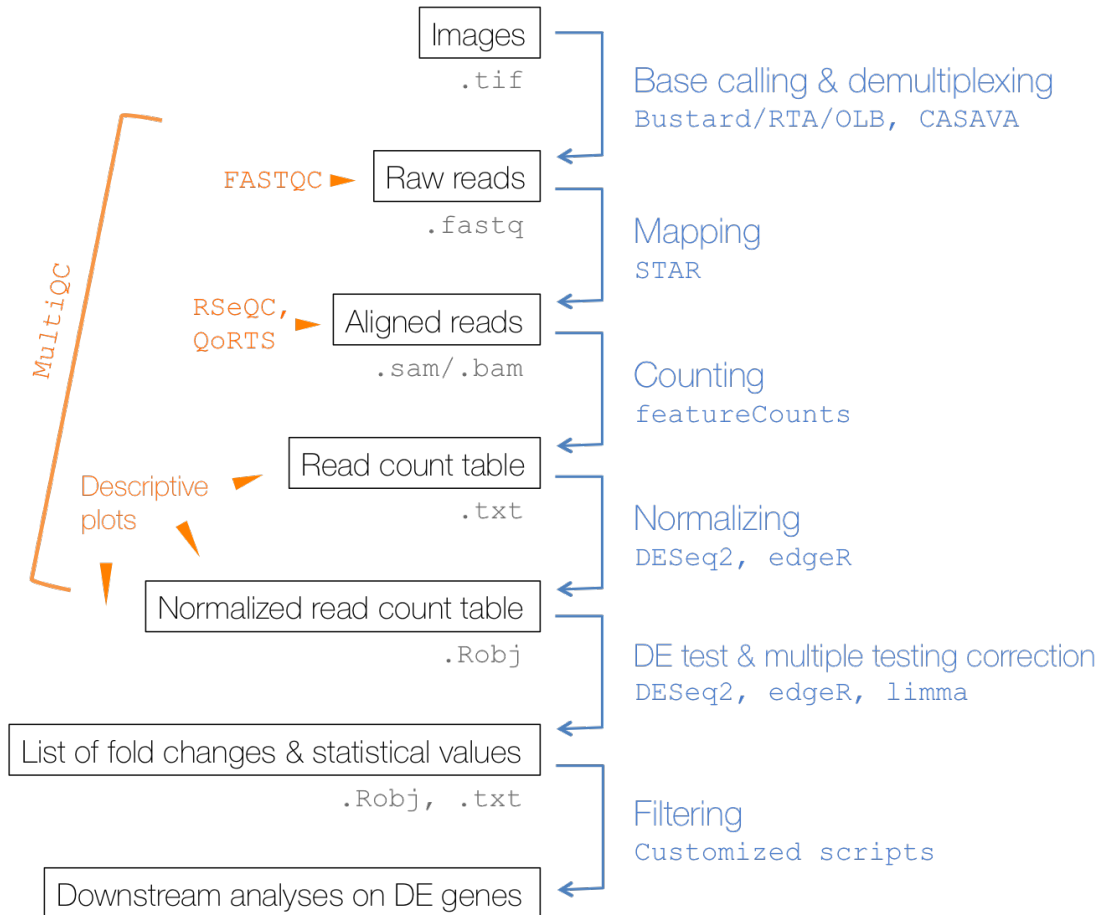 Images
.tif
Base calling & demultiplexing
Bustard/RTA/OLB, CASAVA
FASTQC
Raw reads
.fastq
Mapping
STAR
MultiQC
RSeQC,
QoRTS
Aligned reads
.sam/.bam
Counting
featureCounts
Read count table
.txt
Descriptive
plots
Normalizing
DESeq2, edgeR
Normalized read count table
.Robj
DE test & multiple testing correction
DESeq2, edgeR, limma
List of fold changes & statistical values
.Robj, .txt
Filtering
Customized scripts
Downstream analyses on DE genes